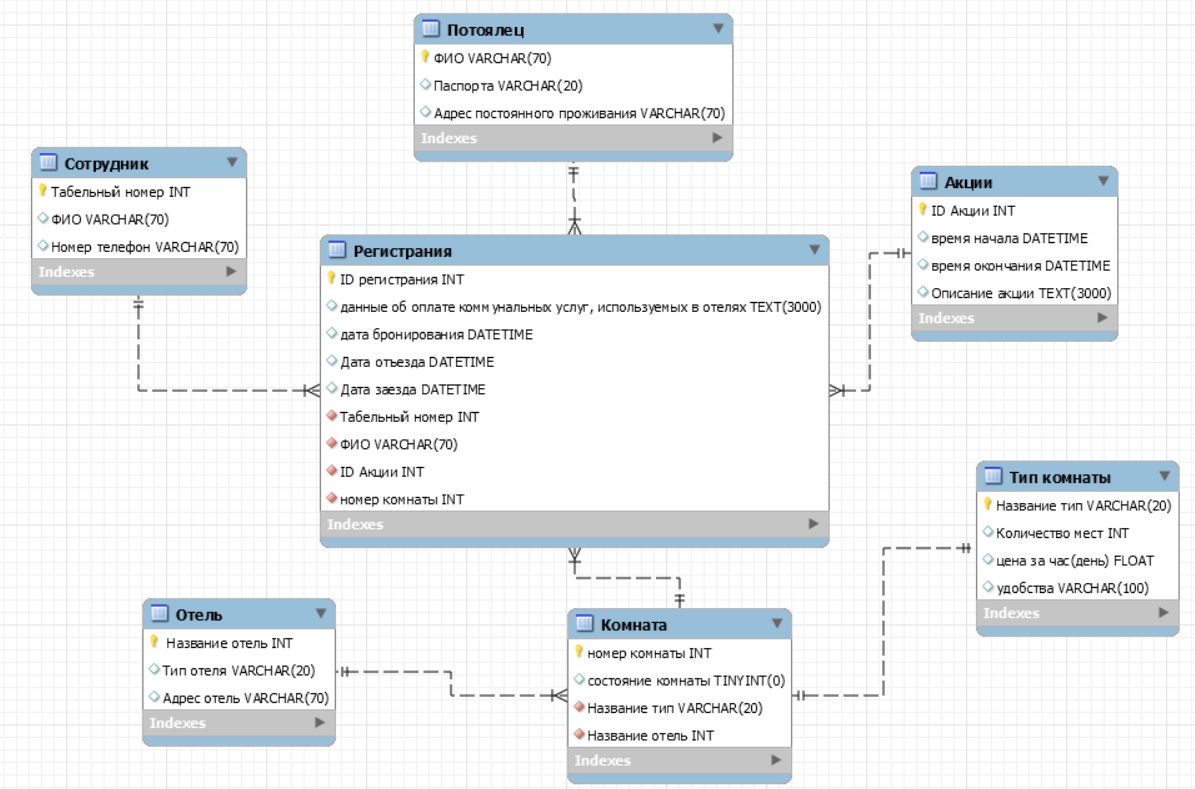 Потоялец
ФИО VARCHAR(70)
Паспорта VARCHAR(20)
Адрес постоянного проживания VARCHAR(70)
Indexes
Сотрудник
Табельный номер INT
ФИО VARCHAR(70)
Номер телефон VARCHAR(70)
Indexes
Акции
ID Акции INT
время начала DATETIME
время окончания DATETIME
Описание акции TEXT(3000)
Indexes
Регистрания
ID регистрания INT
данные об оплате коммунальных услуг, используемых в отелях TEXT(3000)
дата бронирования DATETIME
Дата отъезда DATETIME
Дата заезда DATETIME
Табельный номер INT
ФИО VARCHAR(70)
ID Акции INT
номер комнаты INT
Indexes
Тип комнаты
Название тип VARCHAR(20)
Количество мест INT
цена за час(день) FLOAT
удобства VARCHAR(100)
Indexes
Отель
Название отель INT
Тип отеля VARCHAR(20)
Адрес отель VARCHAR(70)
Indexes
Комната
номер комнаты INT
состояние комнаты TINYINT(0)
Название тип VARCHAR(20)
Название отель INT
Indexes